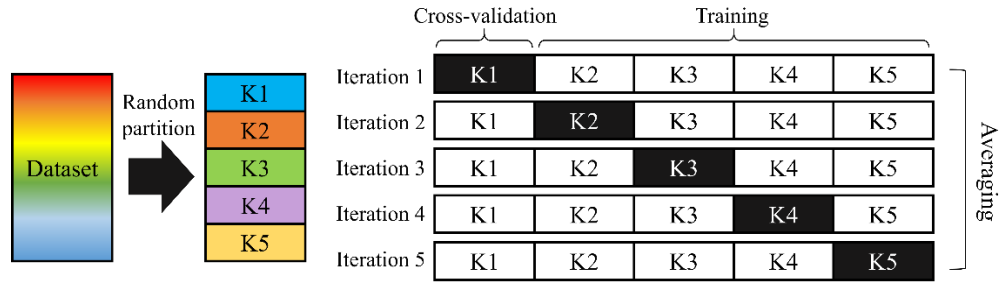 Cross-validation Training
Dataset
Random
partition
K1
K2
K3
K4
K5
Iteration 1 K1 K2 K3 K4 K5
Iteration 2 K1 K2 K3 K4 K5
Iteration 3 K1 K2 K3 K4 K5
Iteration 4 K1 K2 K3 K4 K5
Iteration 5 K1 K2 K3 K4 K5
Averaging